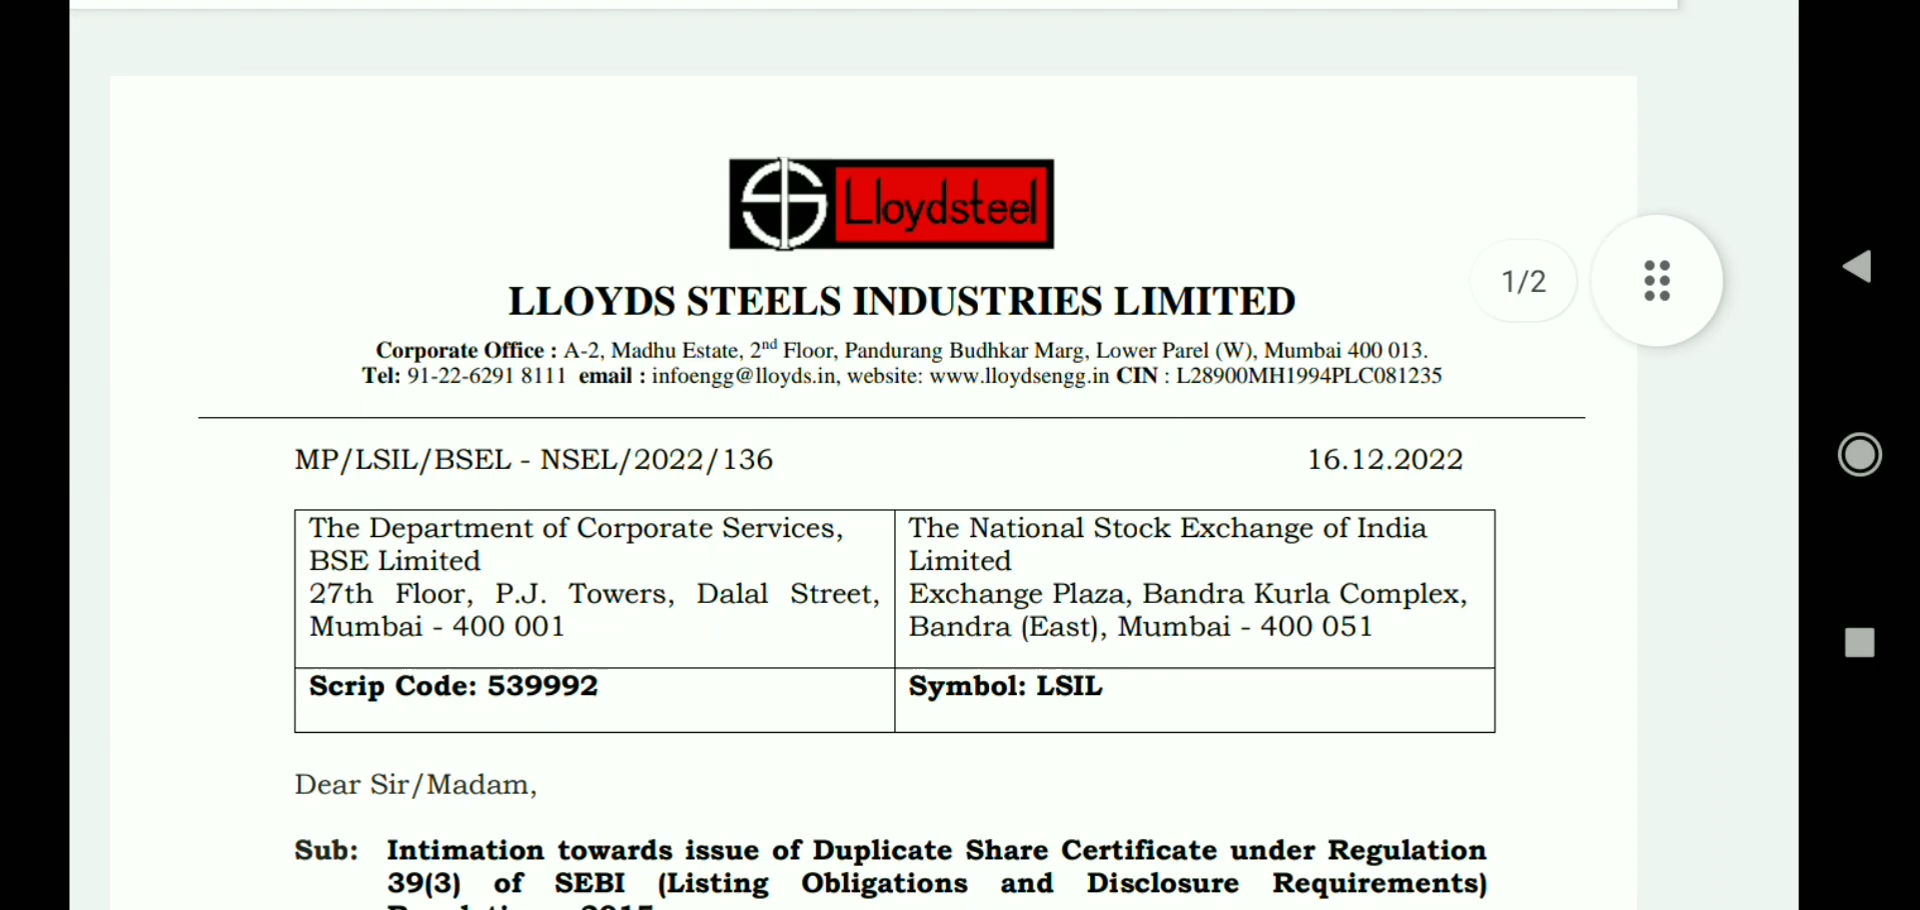 Lloydsteel
LLOYDS STEELS INDUSTRIES LIMITED
1/2
Corporate Office : A-2, Madhu Estate, 2nd Floor, Pandurang Budhkar Marg, Lower Parel (W), Mumbai 400 013.
Tel: 91-22-6291 8111 email : infoengg@lloyds.in, website: www.lloydsengg.in CIN : L28900MH1994PLC081235
MP/LSIL/BSEL - NSEL/2022/136 16.12.2022
The Department of Corporate Services,
BSE Limited
27th Floor, P.J. Towers, Dalal Street,
Mumbai - 400 001
The National Stock Exchange of India
Limited
Exchange Plaza, Bandra Kurla Complex,
Bandra (East), Mumbai - 400 051
Scrip Code: 539992
Symbol: LSIL
Dear Sir/Madam,
Sub: Intimation towards issue of Duplicate Share Certificate under Regulation
39(3) of SEBI (Listing Obligations and Disclosure Requirements)